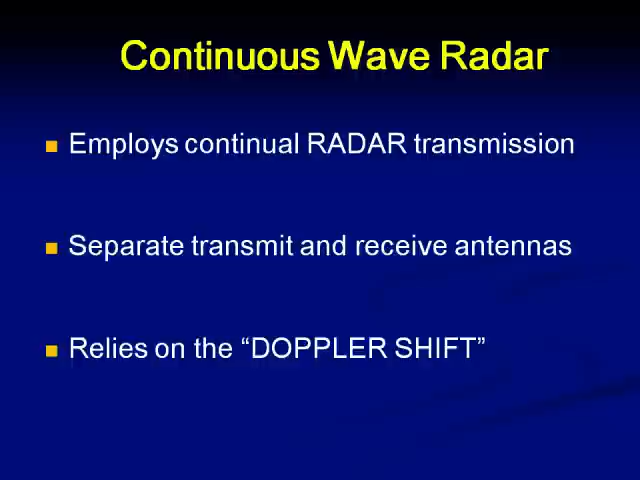 Continuous Wave Radar
Employs continual RADAR transmission
Separate transmit and receive antennas
Relies on the “DOPPLER SHIFT”